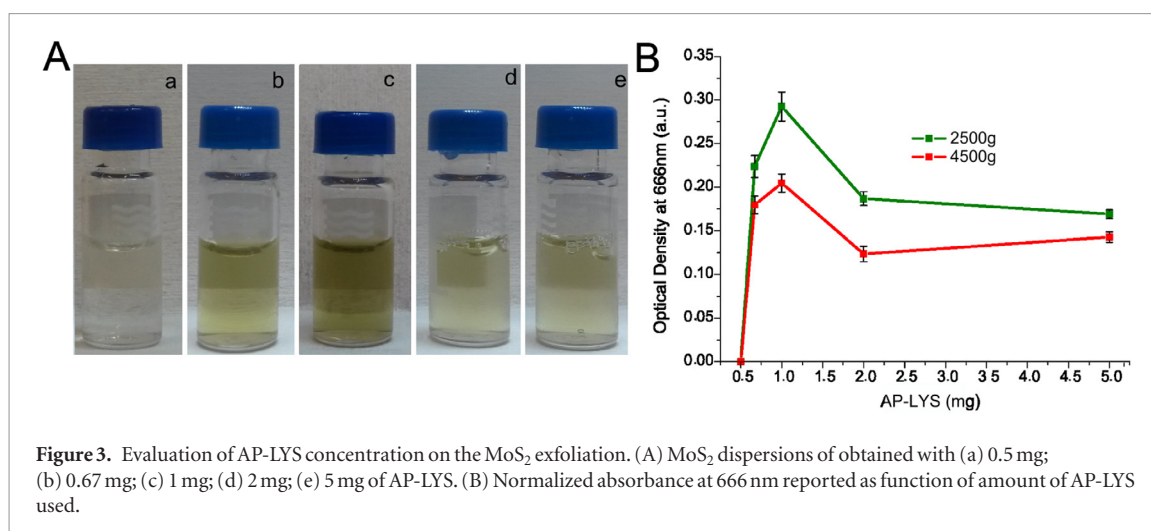 A
a
b
c
d
e
B
Optical Density at 666nm (a.u.)
0.35
0.30
0.25
0.20
0.15
0.10
0.05
0.00
2500g
4500g
0.5 1.0 1.5 2.0 2.5 3.0 3.5 4.0 4.5 5.0
AP-LYS (mg)
Figure 3. Evaluation of AP-LYS concentration on the MoS₂ exfoliation. (A) MoS₂ dispersions of obtained with (a) 0.5 mg;
(b) 0.67 mg; (c) 1 mg; (d) 2 mg; (e) 5 mg of AP-LYS. (B) Normalized absorbance at 666 nm reported as function of amount of AP-LYS
used.